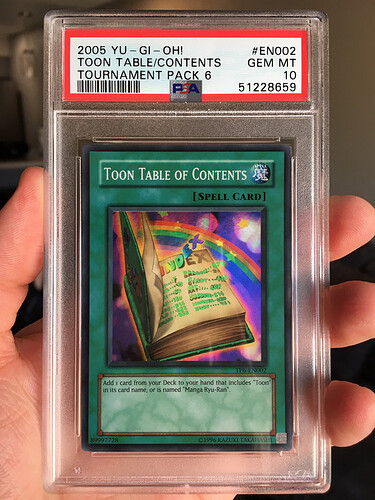 2005 YU-GI-OH! #EN002
TOON TABLE/CONTENTS GEM MT
TOURNAMENT PACK 6 10
PSA 51228659
TOON TABLE OF CONTENTS 魔
[SPELL CARD]
INDEX
TP6-EN002
Add 1 card from your Deck to your hand that includes "Toon"
in its card name, or is named "Manga Ryu-Ran".
89997728 ©1996 KAZUKI TAKAHASHI